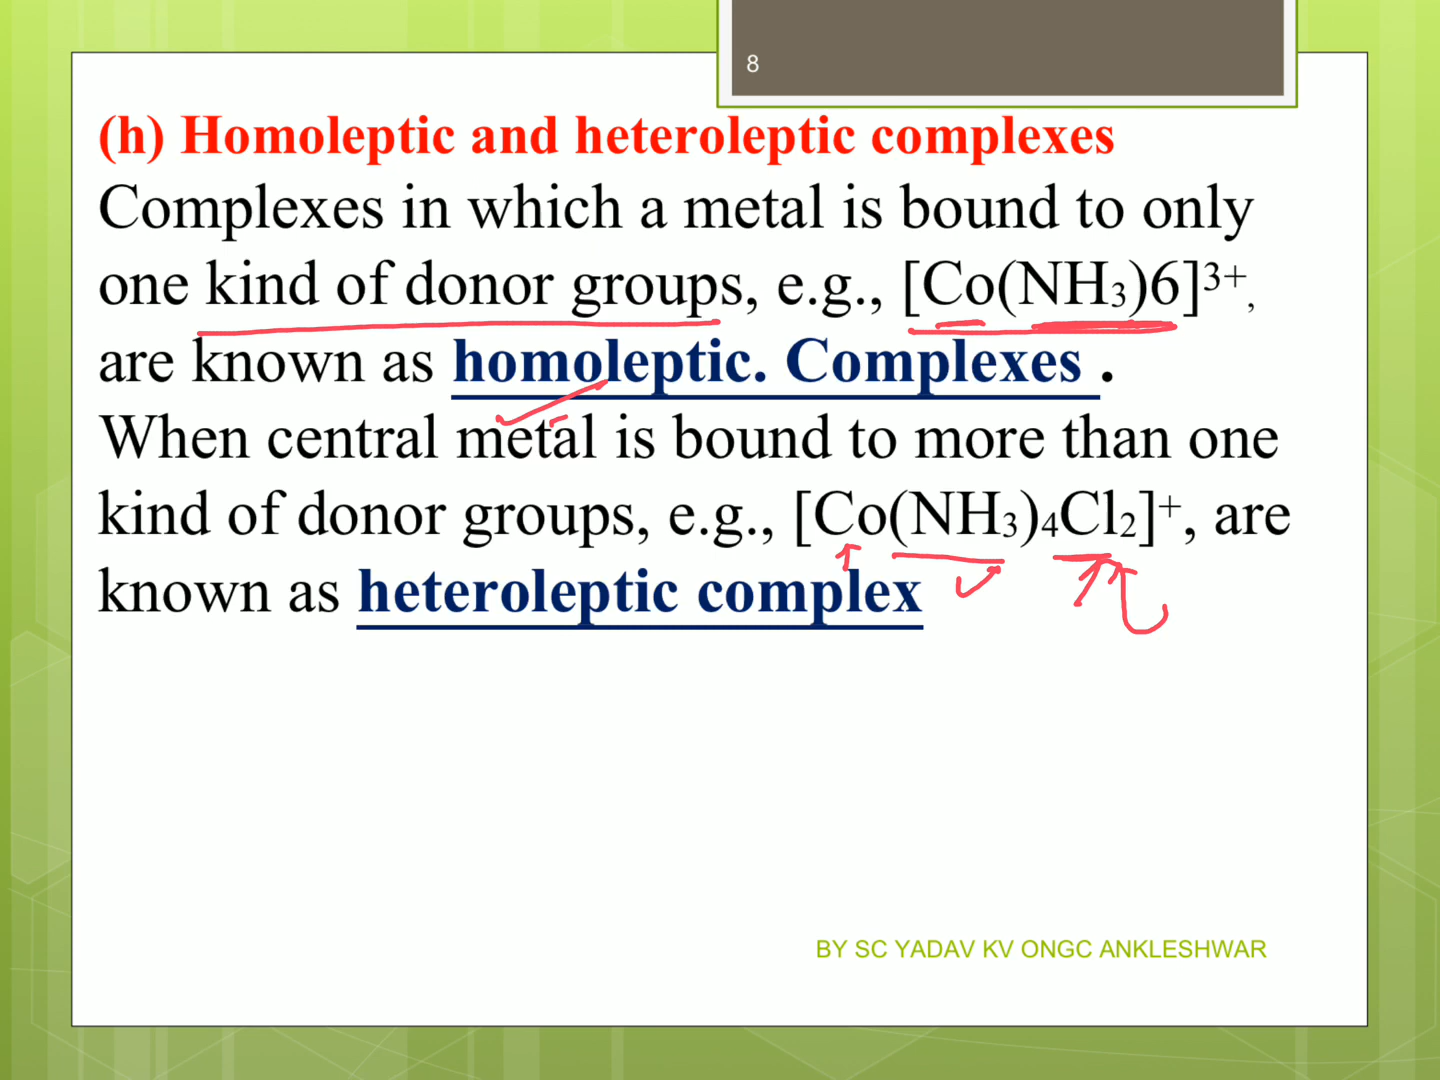 8
(h) Homoleptic and heteroleptic complexes
Complexes in which a metal is bound to only
one kind of donor groups, e.g., [Co(NH₃)6]³⁺,
are known as homoleptic. Complexes .
When central metal is bound to more than one
kind of donor groups, e.g., [Co(NH₃)₄Cl₂]⁺, are
known as heteroleptic complex
BY SC YADAV KV ONGC ANKLESHWAR